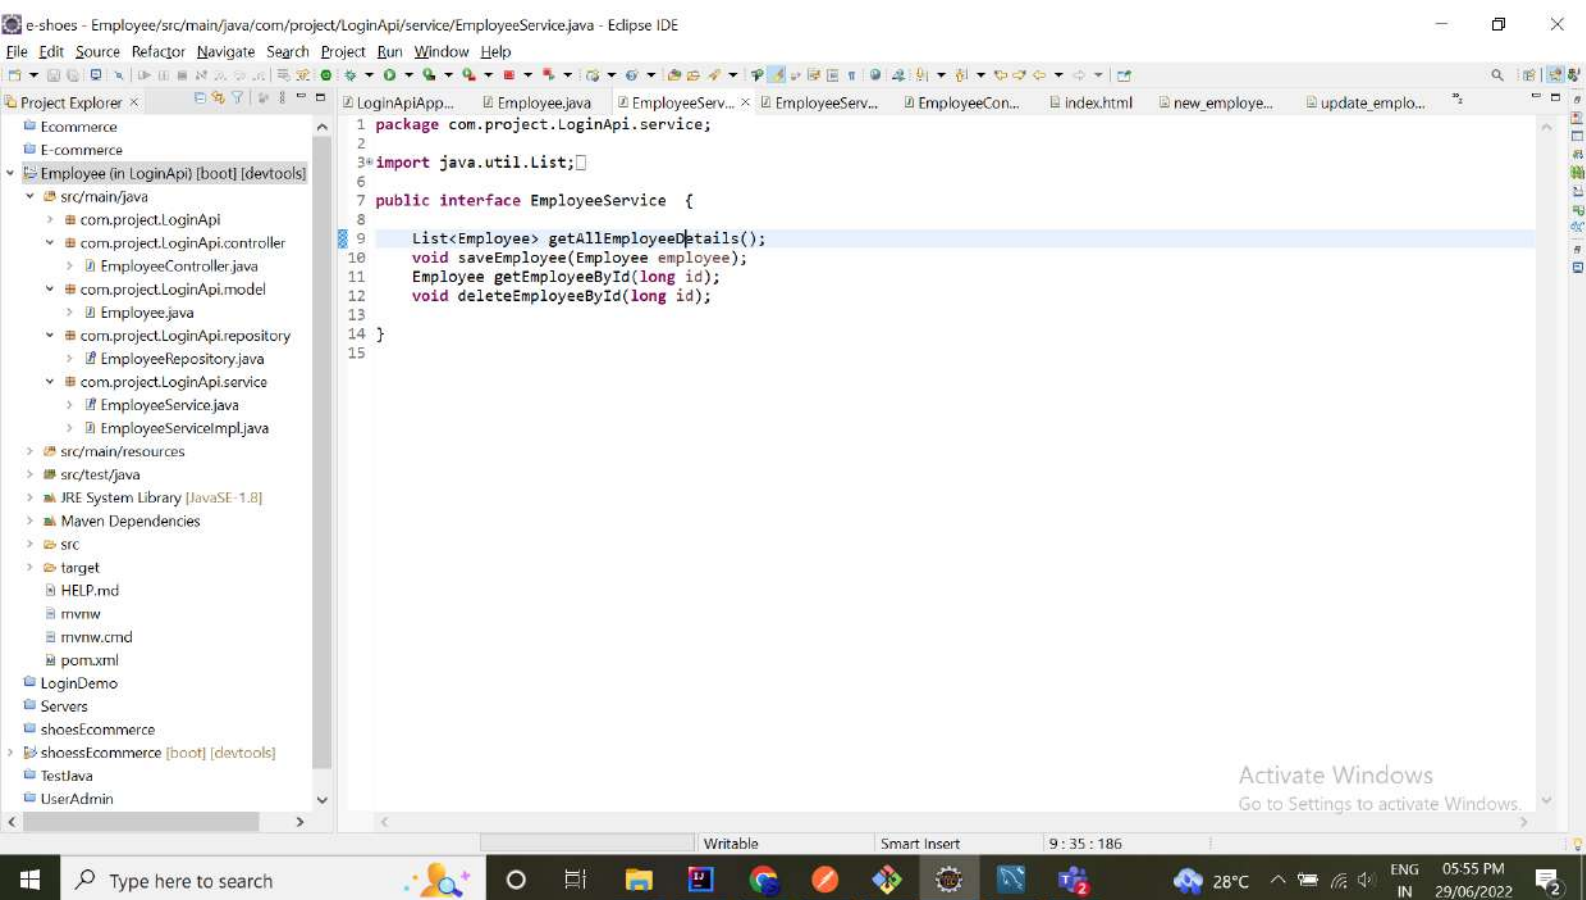 e-shoes - Employee/src/main/java/com/project/LoginApi/service/EmployeeService.java - Eclipse IDE
File Edit Source Refactor Navigate Search Project Run Window Help
Project Explorer
LoginApiApp... Employee.java EmployeeServ... EmployeeServ... EmployeeCon... index.html new_employe... update_emplo... »2
Ecommerce
E-commerce
Employee (in LoginApi) [boot] [devtools]
src/main/java
com.project.LoginApi
com.project.LoginApi.controller
EmployeeController.java
com.project.LoginApi.model
Employee.java
com.project.LoginApi.repository
EmployeeRepository.java
com.project.LoginApi.service
EmployeeService.java
EmployeeServiceImpl.java
src/main/resources
src/test/java
JRE System Library [JavaSE-1.8]
Maven Dependencies
src
target
HELP.md
mvnw
mvnw.cmd
pom.xml
LoginDemo
Servers
shoesEcommerce
shoessEcommerce [boot] [devtools]
TestJava
UserAdmin
1 package com.project.LoginApi.service;
2
3 import java.util.List;
6
7 public interface EmployeeService {
8
9 List<Employee> getAllEmployeeDetails();
10 void saveEmployee(Employee employee);
11 Employee getEmployeeById(long id);
12 void deleteEmployeeById(long id);
13
14 }
15
Activate Windows
Go to Settings to activate Windows.
Writable Smart Insert 9 : 35 : 186
Type here to search
28°C ENG IN 05:55 PM 29/06/2022 2